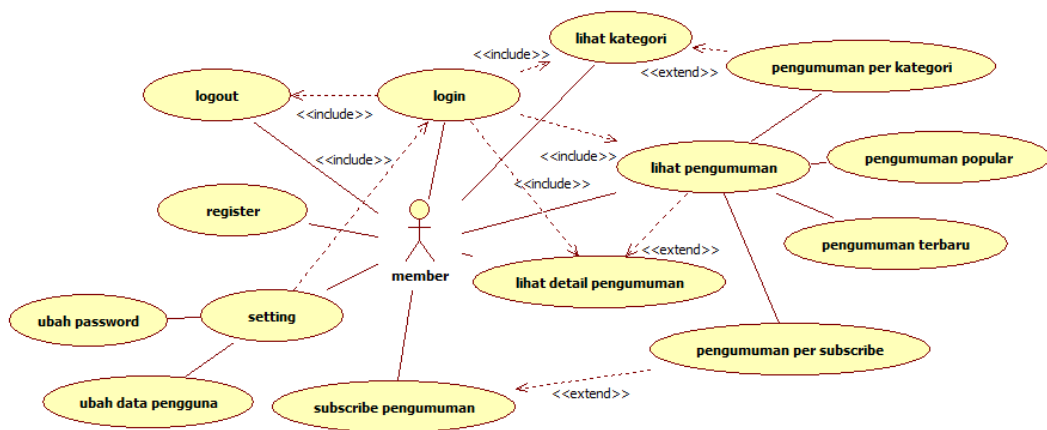 lihat kategori
<<include>>
<<extend>>
pengumuman per kategori
logout
login
<<include>>
<<include>>
<<include>>
lihat pengumuman
pengumuman popular
<<include>>
register
member
pengumuman terbaru
<<extend>>
lihat detail pengumuman
ubah password
setting
pengumuman per subscribe
ubah data pengguna
subscribe pengumuman
<<extend>>